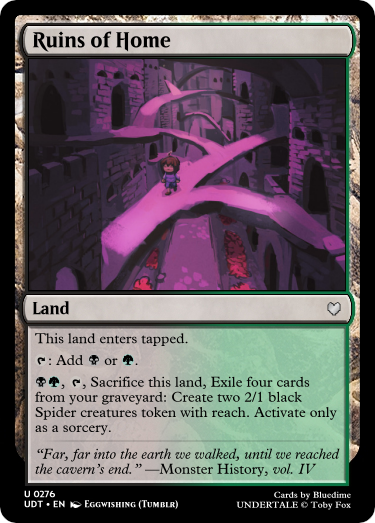 Ruins of Home
Land
This land enters tapped.
: Add or .
, , Sacrifice this land, Exile four cards
from your graveyard: Create two 2/1 black
Spider creatures token with reach. Activate only
as a sorcery.
“Far, far into the earth we walked, until we reached
the cavern’s end.” —Monster History, vol. IV
U 0276
Cards by Bluedime
UDT • EN Eggwishing (Tumblr)
UNDERTALE © Toby Fox